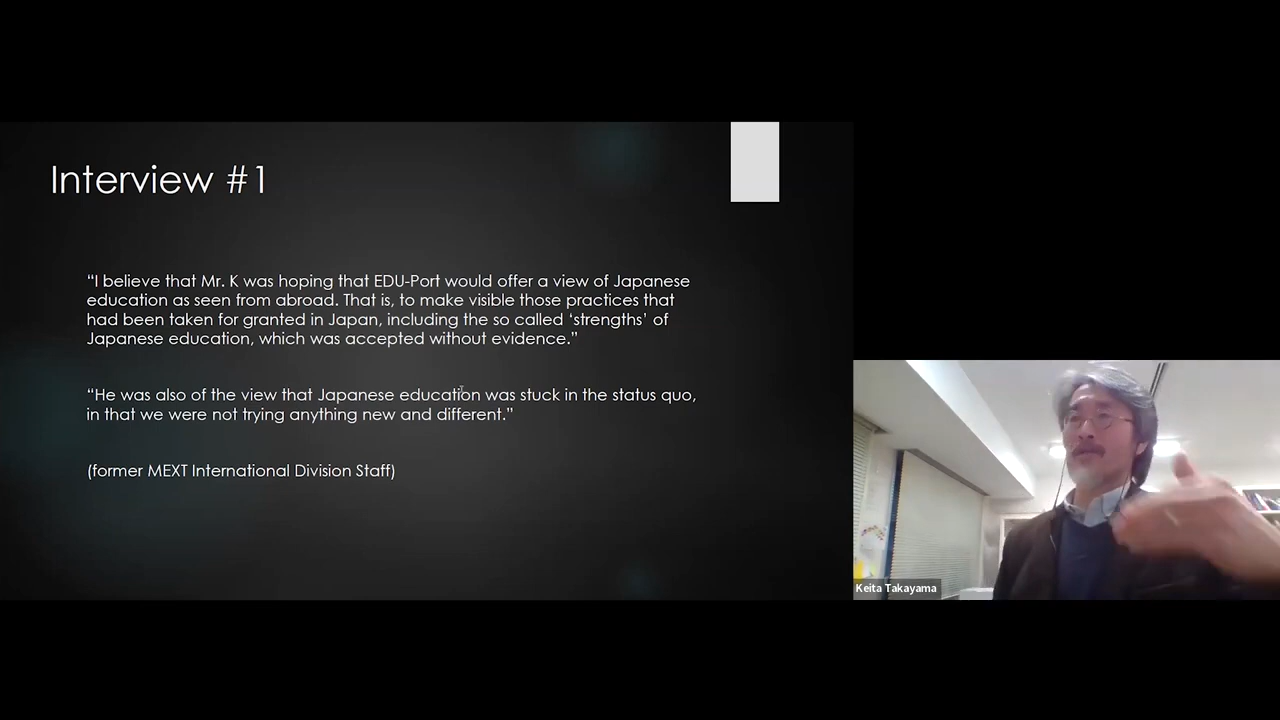 Interview #1
“I believe that Mr. K was hoping that EDU-Port would offer a view of Japanese
education as seen from abroad. That is, to make visible those practices that
had been taken for granted in Japan, including the so called ‘strengths’ of
Japanese education, which was accepted without evidence.”
“He was also of the view that Japanese education was stuck in the status quo,
in that we were not trying anything new and different.”
(former MEXT International Division Staff)
Keita Takayama